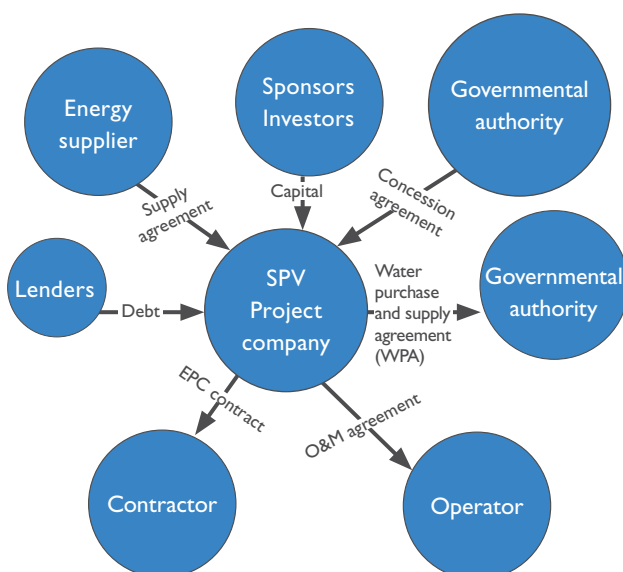 Energy
supplier
Sponsors
Investors
Governmental
authority
Supply
agreement
Capital
Concession
agreement
Lenders
Debt
SPV
Project
company
Water
purchase
and supply
agreement
(WPA)
Governmental
authority
EPC contract
O&M agreement
Contractor
Operator